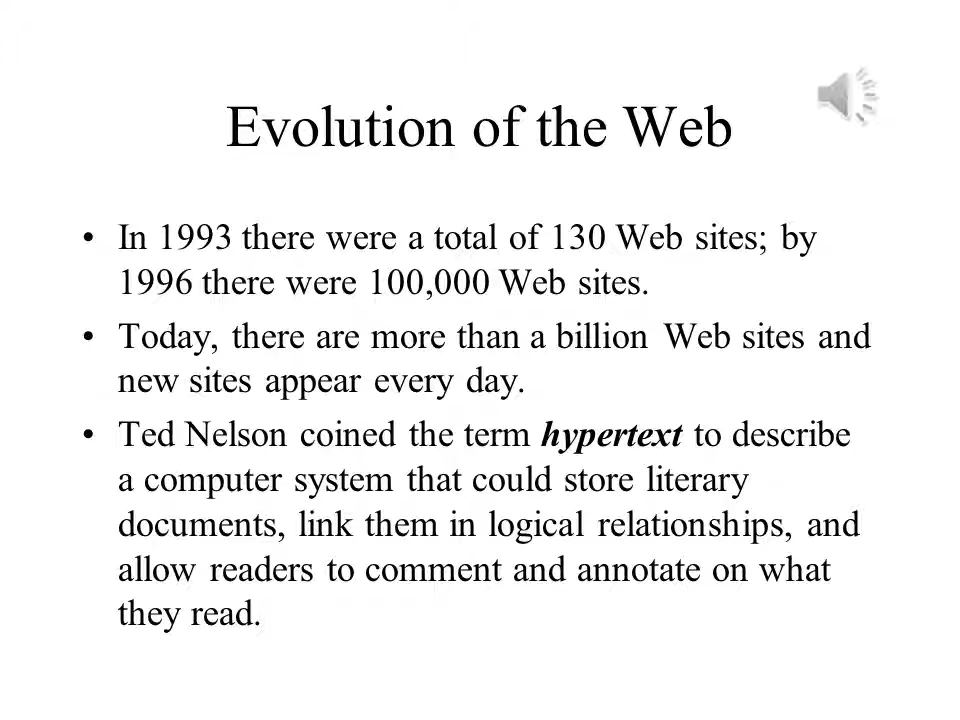 Evolution of the Web
• In 1993 there were a total of 130 Web sites; by
1996 there were 100,000 Web sites.
• Today, there are more than a billion Web sites and
new sites appear every day.
• Ted Nelson coined the term hypertext to describe
a computer system that could store literary
documents, link them in logical relationships, and
allow readers to comment and annotate on what
they read.